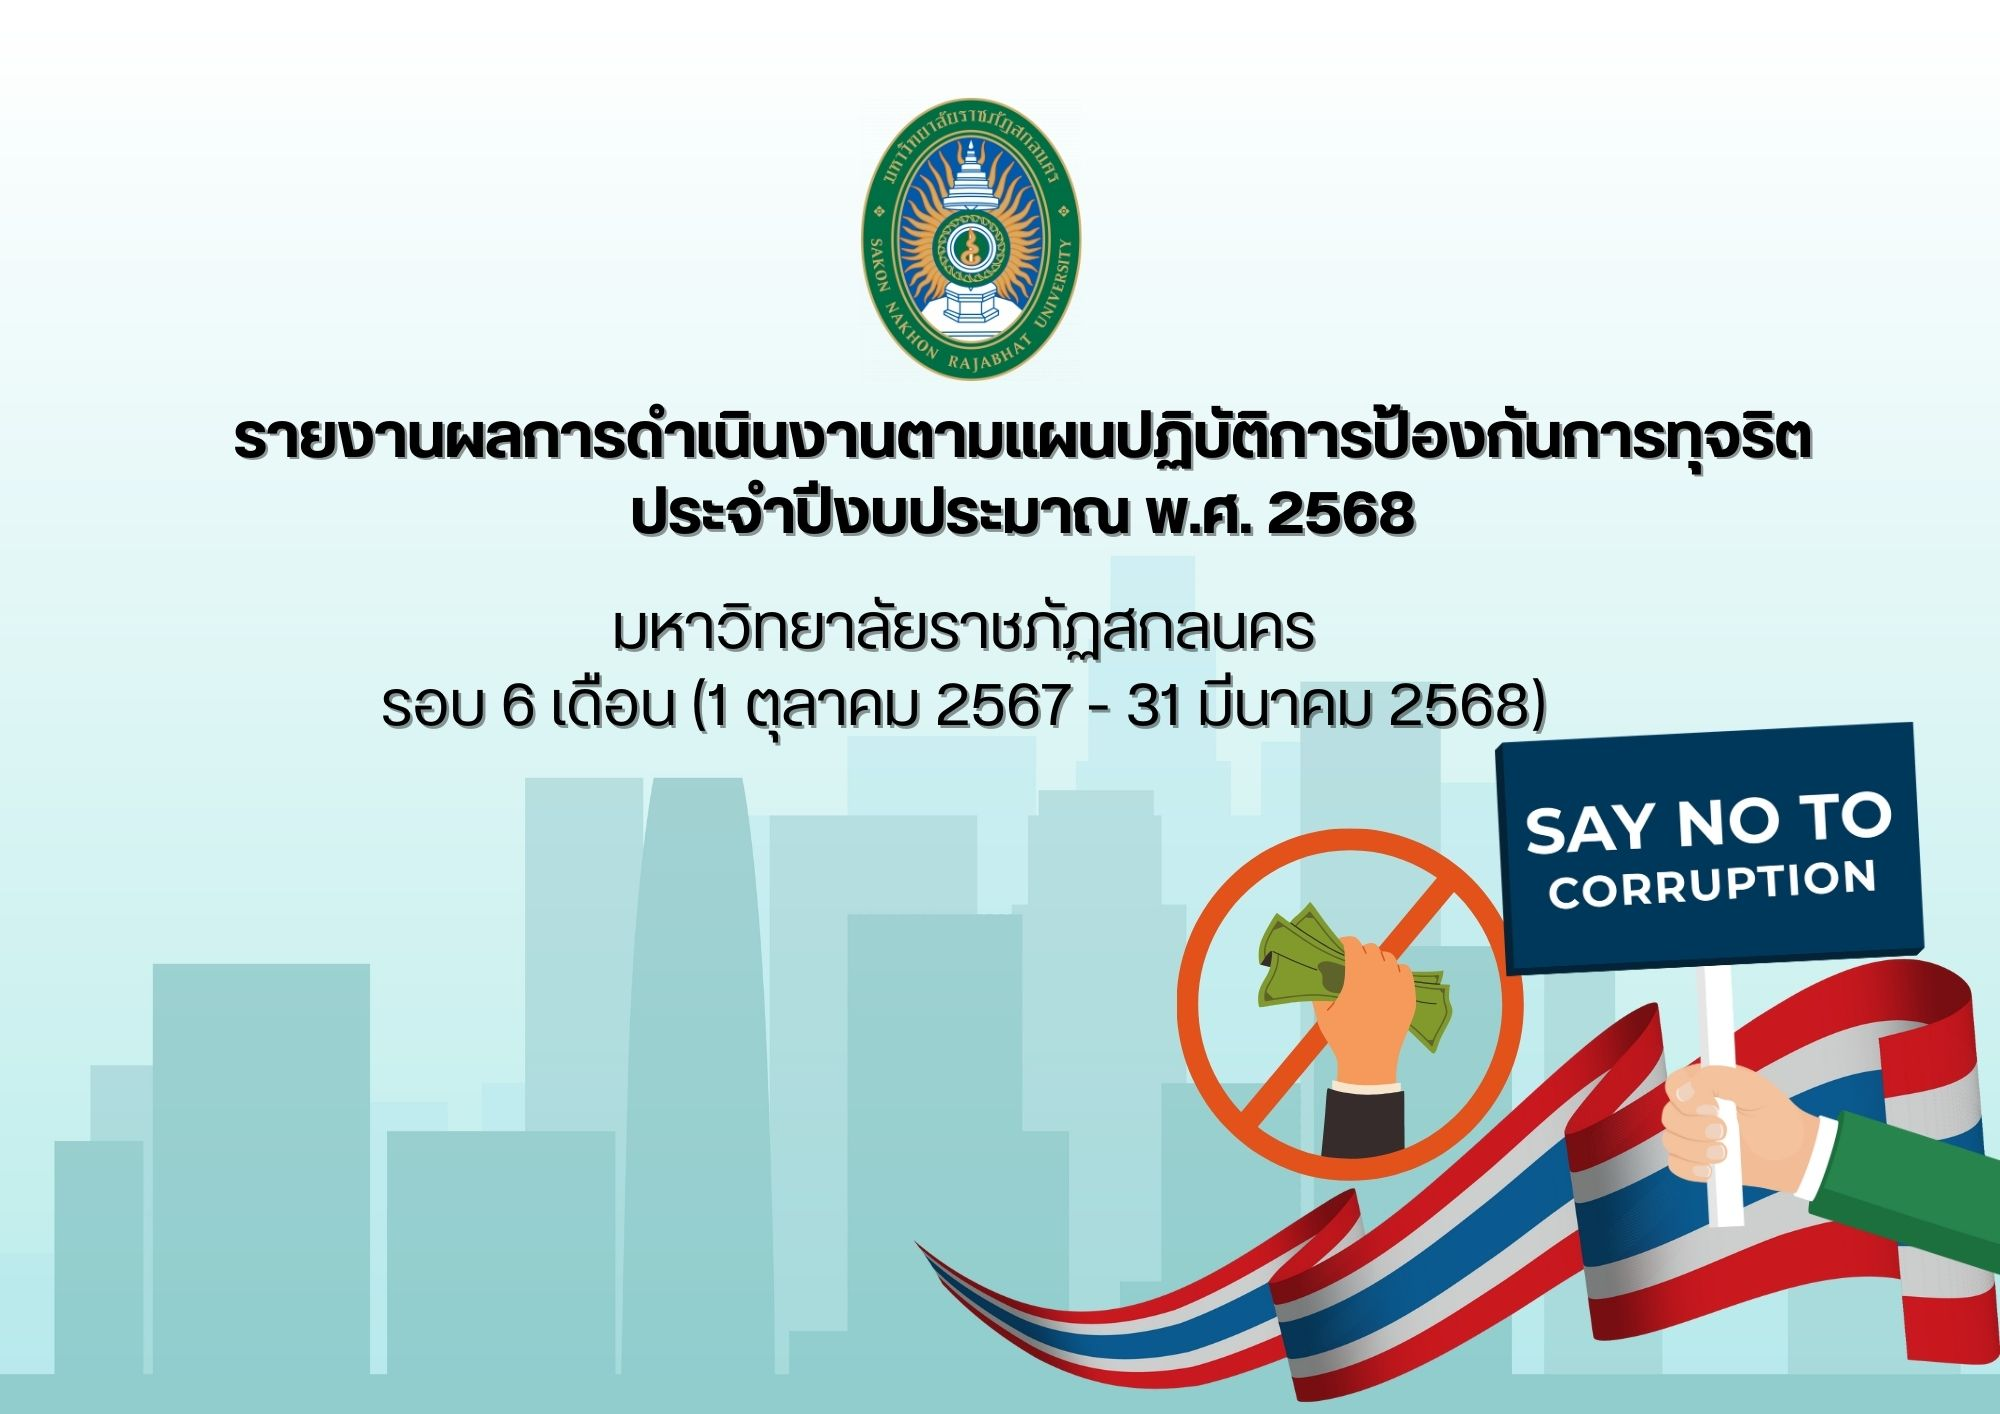 มหาวิทยาลัยราชภัฏสกลนคร
SAKON NAKHON RAJABHAT UNIVERSITY
รายงานผลการดำเนินงานตามแผนปฏิบัติการป้องกันการทุจริต
ประจำปีงบประมาณ พ.ศ. 2568
มหาวิทยาลัยราชภัฏสกลนคร
รอบ 6 เดือน (1 ตุลาคม 2567 - 31 มีนาคม 2568)
SAY NO TO
CORRUPTION